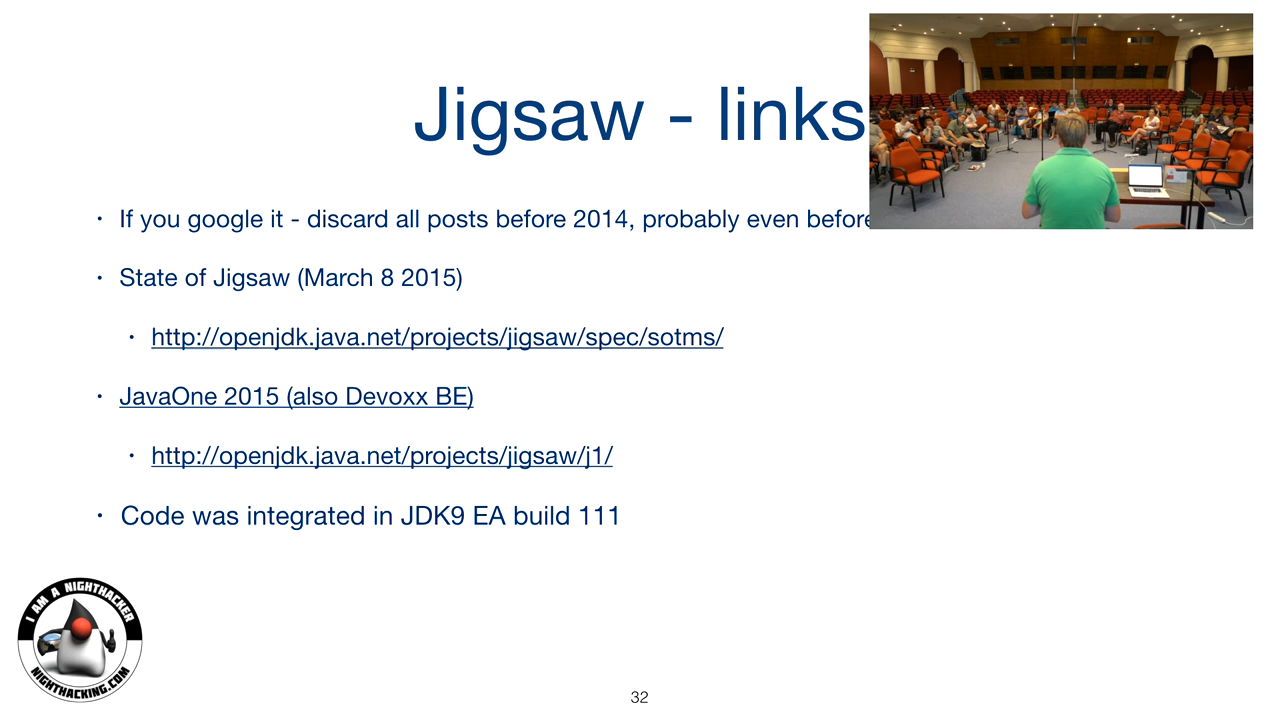 Jigsaw - links
If you google it - discard all posts before 2014, probably even before
State of Jigsaw (March 8 2015)
http://openjdk.java.net/projects/jigsaw/spec/sotms/
JavaOne 2015 (also Devoxx BE)
http://openjdk.java.net/projects/jigsaw/j1/
Code was integrated in JDK9 EA build 111
I AM A NIGHTHACKER
NIGHTHACKING.COM
32